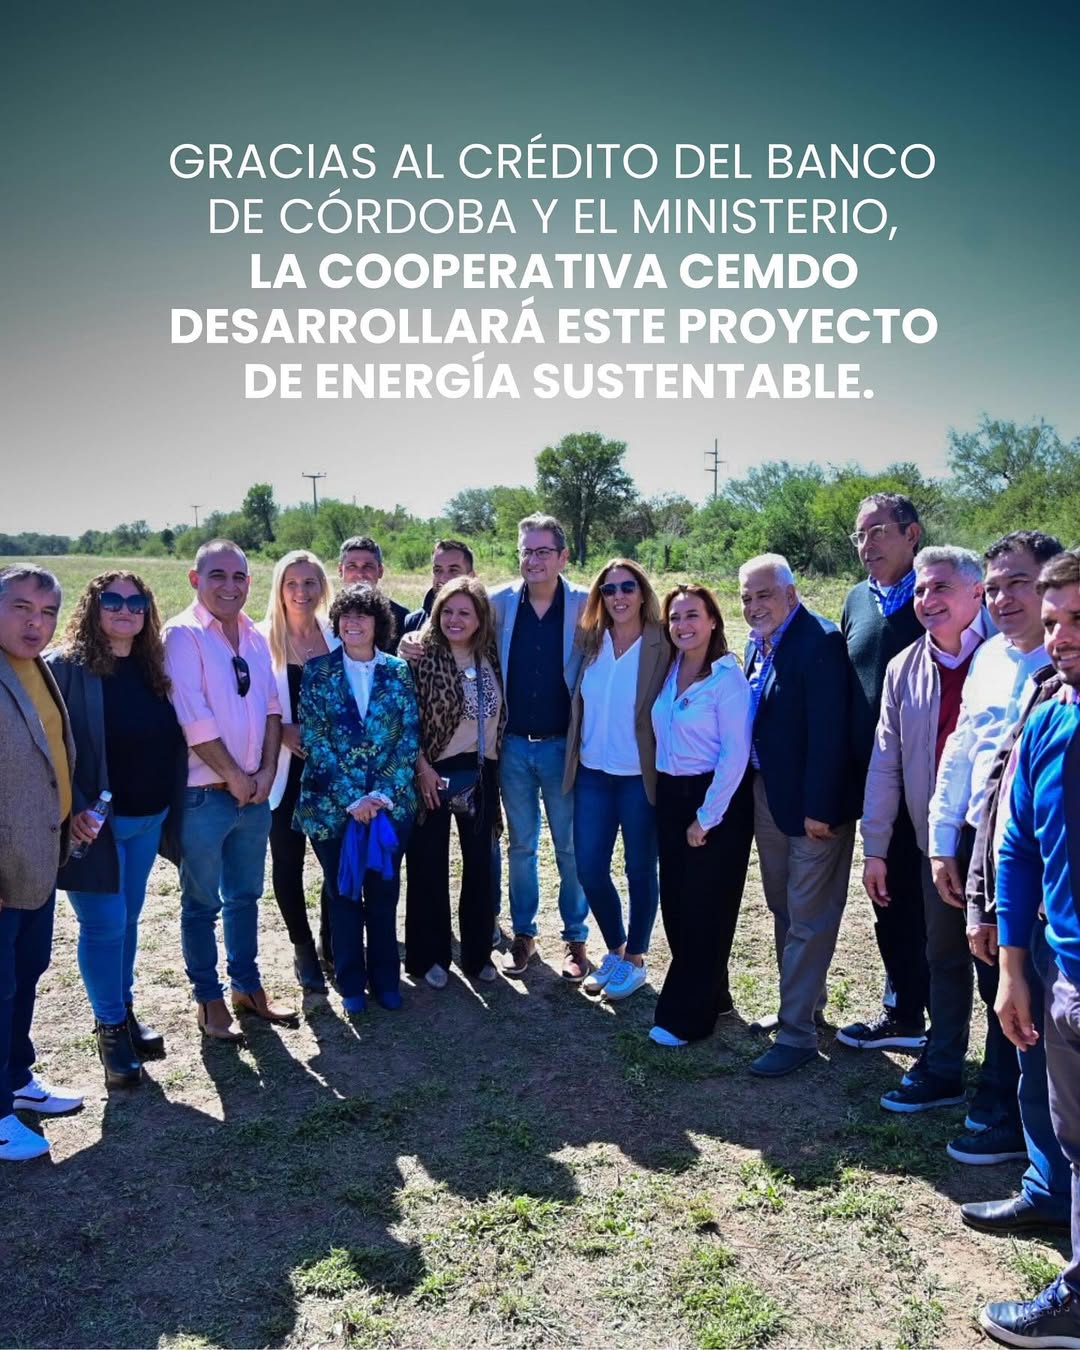 GRACIAS AL CRÉDITO DEL BANCO
DE CÓRDOBA Y EL MINISTERIO,
LA COOPERATIVA CEMDO
DESARROLLARÁ ESTE PROYECTO
DE ENERGÍA SUSTENTABLE.